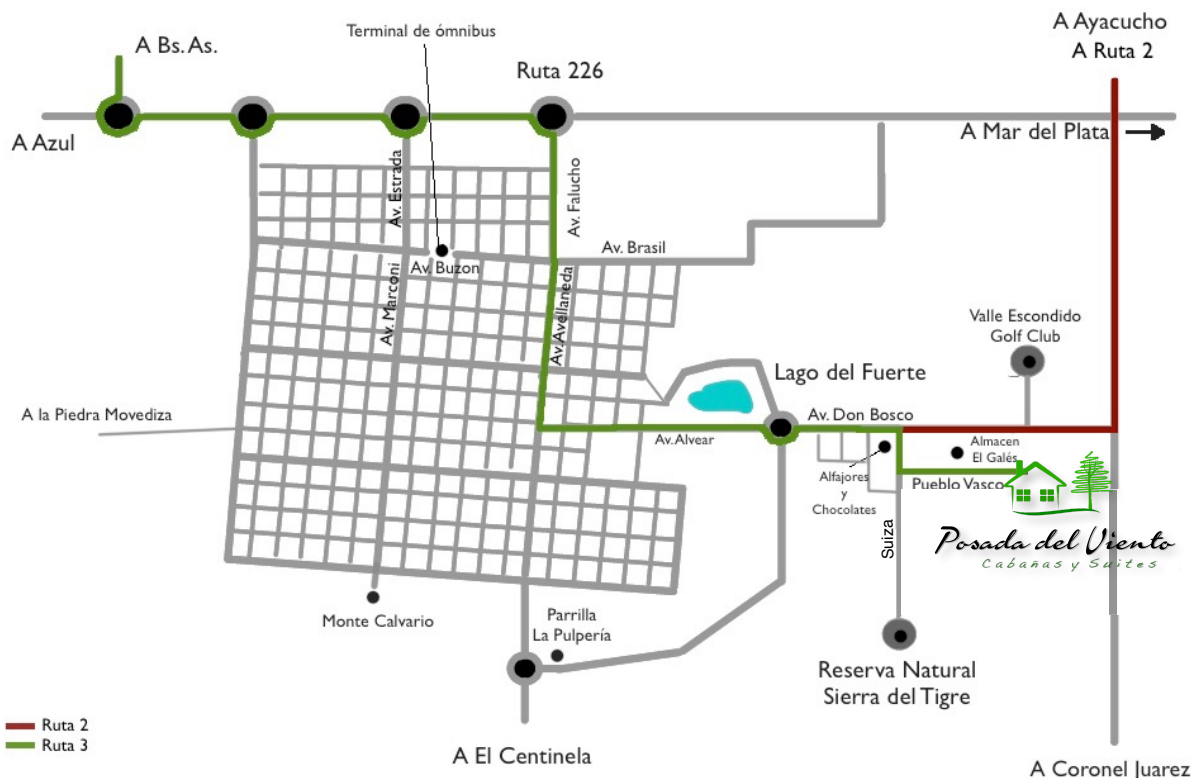 A Ayacucho
A Ruta 2
Terminal de ómnibus
A Bs. As.
Ruta 226
A Azul
A Mar del Plata
Av. Estrada
Av. Falucho
Av. Brasil
Av. Buzon
Av. Marconi
Av. Avellaneda
Valle Escondido
Golf Club
Lago del Fuerte
A la Piedra Movediza
Av. Don Bosco
Av. Alvear
Almacen
El Galés
Alfajores
y
Chocolates
Pueblo Vasco
Suiza
Posada del Viento
Cabañas y Suites
Monte Calvario
Parrilla
La Pulpería
Reserva Natural
Sierra del Tigre
Ruta 2
Ruta 3
A El Centinela
A Coronel Juarez